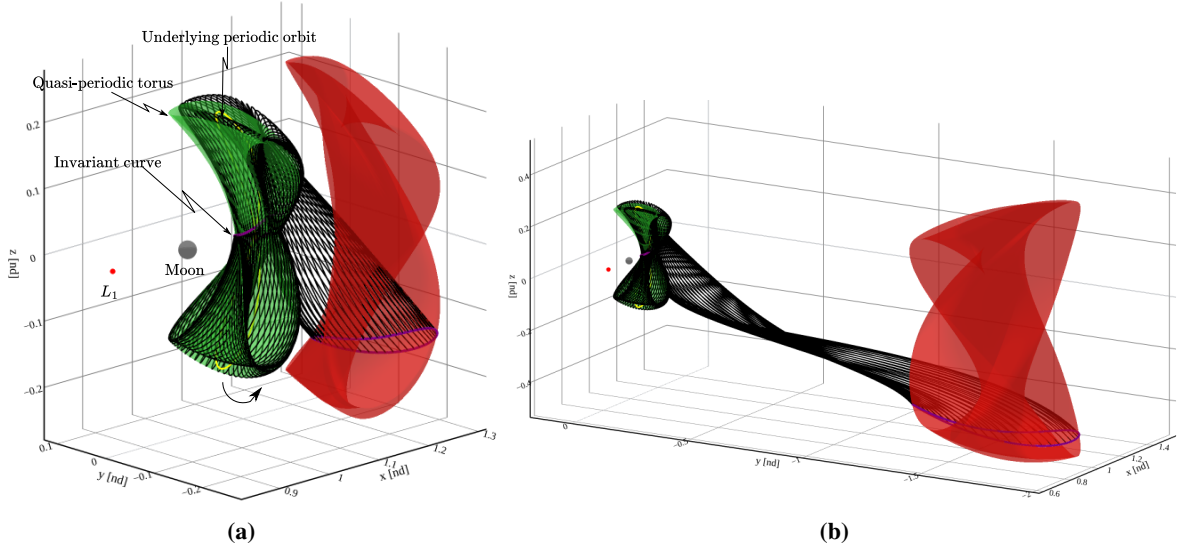 Underlying periodic orbit
Quasi-periodic torus
Invariant curve
Moon
L1
z [nd]
0.2
0.1
0
−0.1
−0.2
0.1
0
−0.1
−0.2
y [nd]
0.9
1
1.1
1.2
1.3
x [nd]
(a)
z [nd]
0.4
0.2
0
−0.2
−0.4
0
−0.5
−1
−1.5
−2
y [nd]
0.6
0.8
1
1.2
1.4
x [nd]
(b)